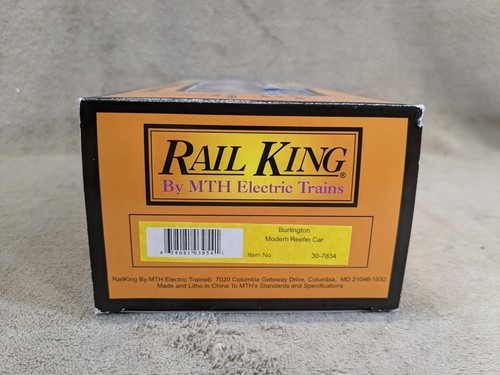 RAIL KING®
By MTH Electric Trains
Burlington
Modern Reefer Car
Item No. 30-7834
RailKing By MTH Electric Trains® 7020 Columbia Gateway Drive, Columbia, MD 21046-1532
Made and Litho in China To MTH's Standards and Specifications